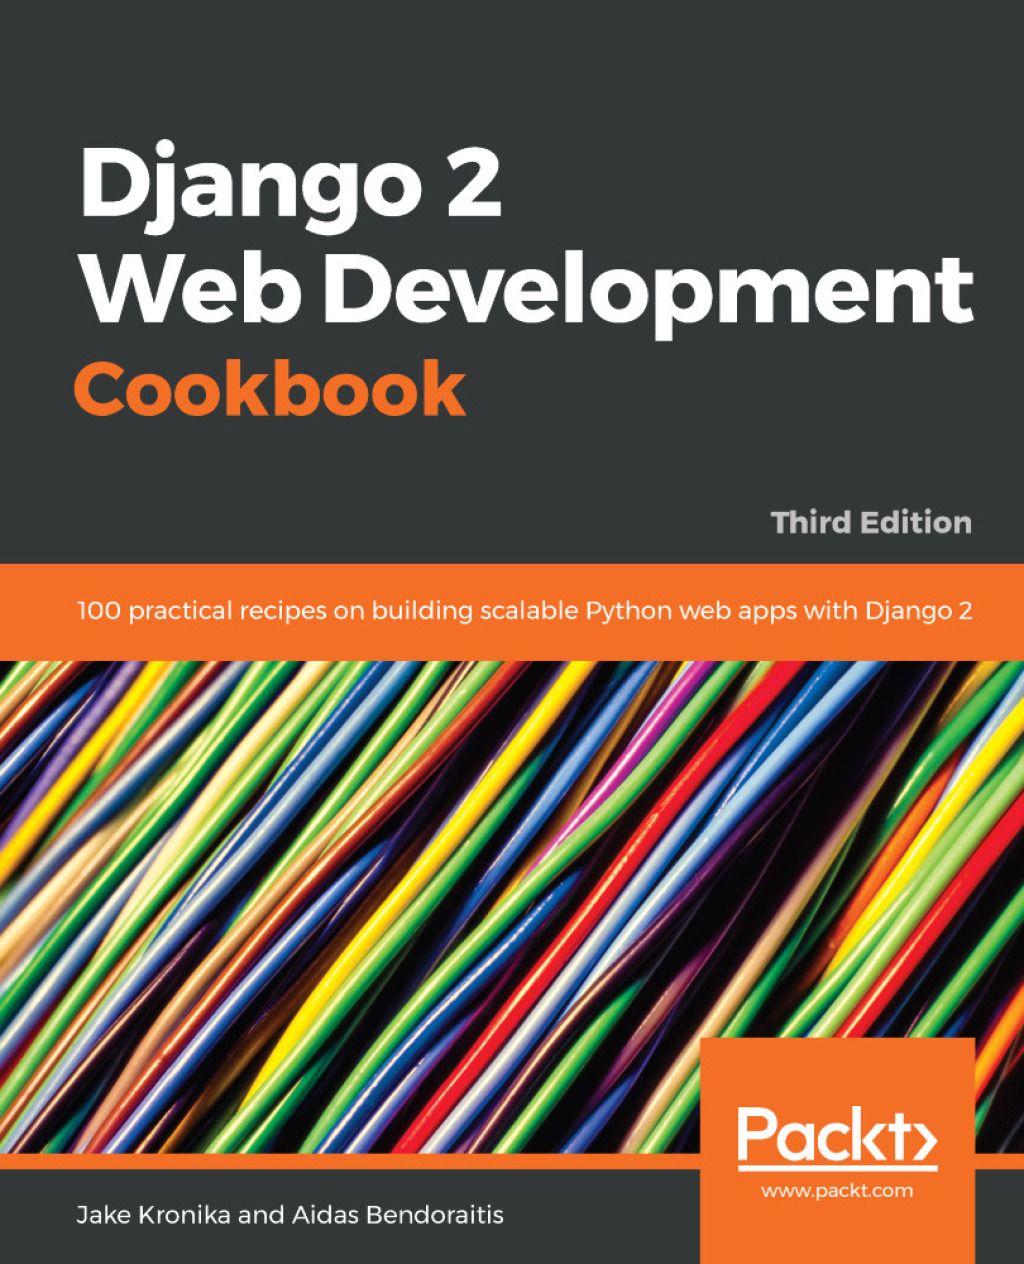 Django 2
Web Development
Cookbook
Third Edition
100 practical recipes on building scalable Python web apps with Django 2
Packt>
www.packt.com
Jake Kronika and Aidas Bendoraitis